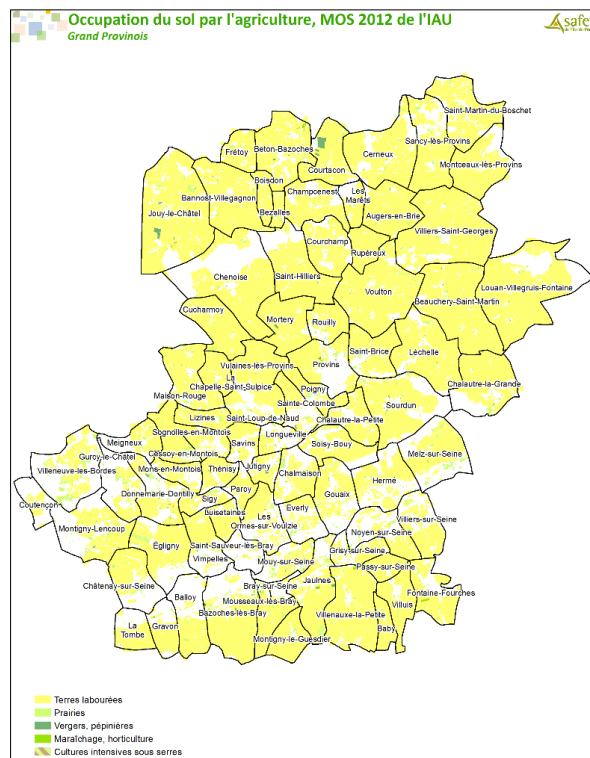 Occupation du sol par l'agriculture, MOS 2012 de l'IAU
Grand Provinois
safer
Saint-Martin-du-Boschet
Sancy-lès-Provins
Beton-Bazoches
Cerneux
Frétoy
Montceaux-lès-Provins
Courtacon
Boisdon
Champcenest
Les
Marêts
Bannost-Villegagnon
Jouy-le-Châtel
Bezalles
Augers-en-Brie
Villiers-Saint-Georges
Courchamp
Rupéreux
Chenoise
Saint-Hilliers
Louan-Villegruis-Fontaine
Voulton
Beauchery-Saint-Martin
Cucharmoy
Mortery
Rouilly
Saint-Brice
Léchelle
Vulaines-lès-Provins
Provins
La
Chapelle-Saint-Sulpice
Chalautre-la-Grande
Poigny
Maison-Rouge
Sainte-Colombe
Sourdun
Lizines
Saint-Loup-de-Naud
Chalautre-la-Petite
Sognolles-en-Montois
Longueville
Meigneux
Savins
Soisy-Bouy
Cessoy-en-Montois
Melz-sur-Seine
Gurcy-le-Châtel
Villeneuve-les-Bordes
Mons-en-Montois
Thénisy
Jutigny
Chalmaison
Hermé
Paroy
Donnemarie-Dontilly
Sigy
Gouaix
Coutençon
Luisetaines
Les
Ormes-sur-Voulzie
Everly
Montigny-Lencoup
Villiers-sur-Seine
Noyen-sur-Seine
Égligny
Saint-Sauveur-lès-Bray
Grisy-sur-Seine
Vimpelles
Mouy-sur-Seine
Passy-sur-Seine
Châtenay-sur-Seine
Bray-sur-Seine
Jaulnes
Fontaine-Fourches
Balloy
Mousseaux-lès-Bray
Villuis
Bazoches-lès-Bray
Villenauxe-la-Petite
La
Tombe
Gravon
Baby
Montigny-le-Guesdier
Terres labourées
Prairies
Vergers, pépinières
Maraîchage, horticulture
Cultures intensives sous serres